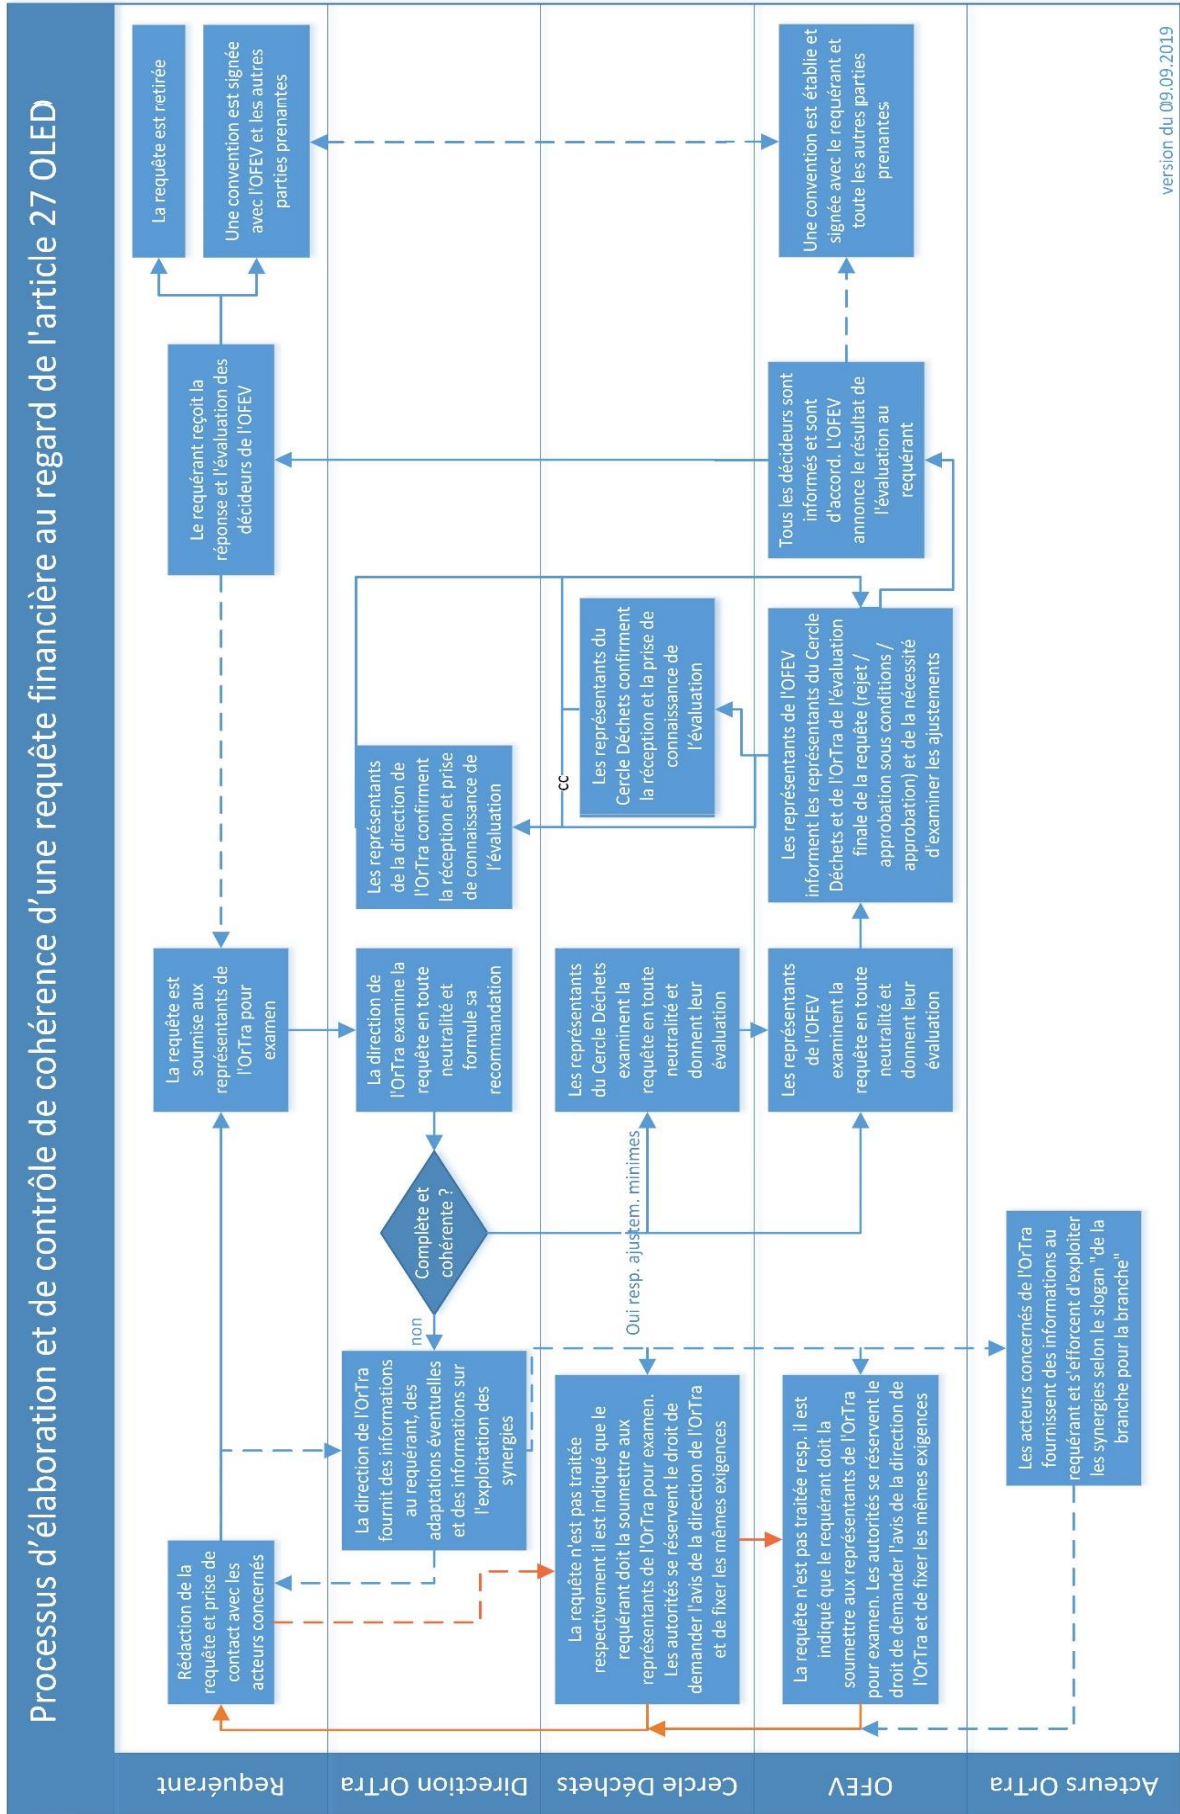 Processus d'élaboration et de contrôle de cohérence d'une requête financière au regard de l'article 27 OLED
Requérant
Rédaction de la
requête et prise de
contact avec les
acteurs concernés
La requête est
soumise aux
représentants de
l'OrTra pour
examen
Le requérant reçoit la
réponse et l'évaluation des
décideurs de l'OFEV
La requête est retirée
Une convention est signée
avec l'OFEV et les autres
parties prenantes
Direction OrTra
La direction de l'OrTra
fournit des informations
au requérant, des
adaptations éventuelles
et des informations sur
l'exploitation des
synergies
non
Complète et
cohérente ?
La direction de
l'OrTra examine la
requête en toute
neutralité et
formule sa
recommandation
Les représentants
de la direction de
l'OrTra confirment
la réception et prise
de connaissance de
l'évaluation
Cercle Déchets
La requête n'est pas traitée
respectivement il est indiqué que le
requérant doit la soumettre aux
représentants de l'OrTra pour examen.
Les autorités se réservent le droit de
demander l'avis de la direction de l'OrTra
et de fixer les mêmes exigences
Oui resp. ajustem. minimes
Les représentants
du Cercle Déchets
examinent la
requête en toute
neutralité et
donnent leur
évaluation
cc
Les représentants du
Cercle Déchets confirment
la réception et la prise de
connaissance de
l'évaluation
OFEV
La requête n'est pas traitée resp. il est
indiqué que le requérant doit la
soumettre aux représentants de l'OrTra
pour examen. Les autorités se réservent le
droit de demander l'avis de la direction de
l'OrTra et de fixer les mêmes exigences
Les représentants
de l'OFEV
examinent la
requête en toute
neutralité et
donnent leur
évaluation
Les représentants de l'OFEV
informent les représentants du Cercle
Déchets et de l'OrTra de l'évaluation
finale de la requête (rejet /
approbation sous conditions /
approbation) et de la nécessité
d'examiner les ajustements
Tous les décideurs sont
informés et sont
d'accord. L'OFEV
annonce le résultat de
l'évaluation au
requérant
Une convention est établie et
signée avec le requérant et
toute les autres parties
prenantes
Acteurs OrTra
Les acteurs concernés de l'OrTra
fournissent des informations au
requérant et s'efforcent d'exploiter
les synergies selon le slogan "de la
branche pour la branche"
version du 09.09.2019